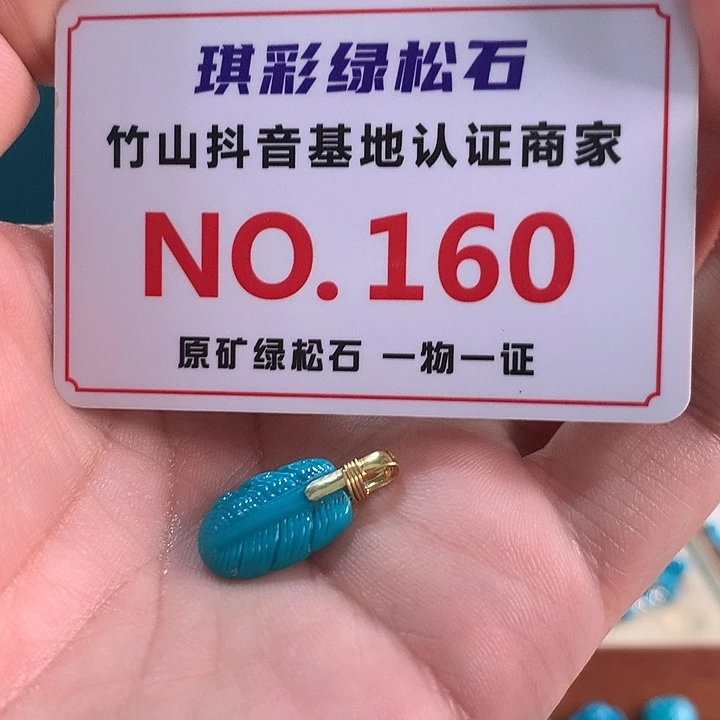 琪彩绿松石
竹山抖音基地认证商家
NO.160
原矿绿松石 一物一证